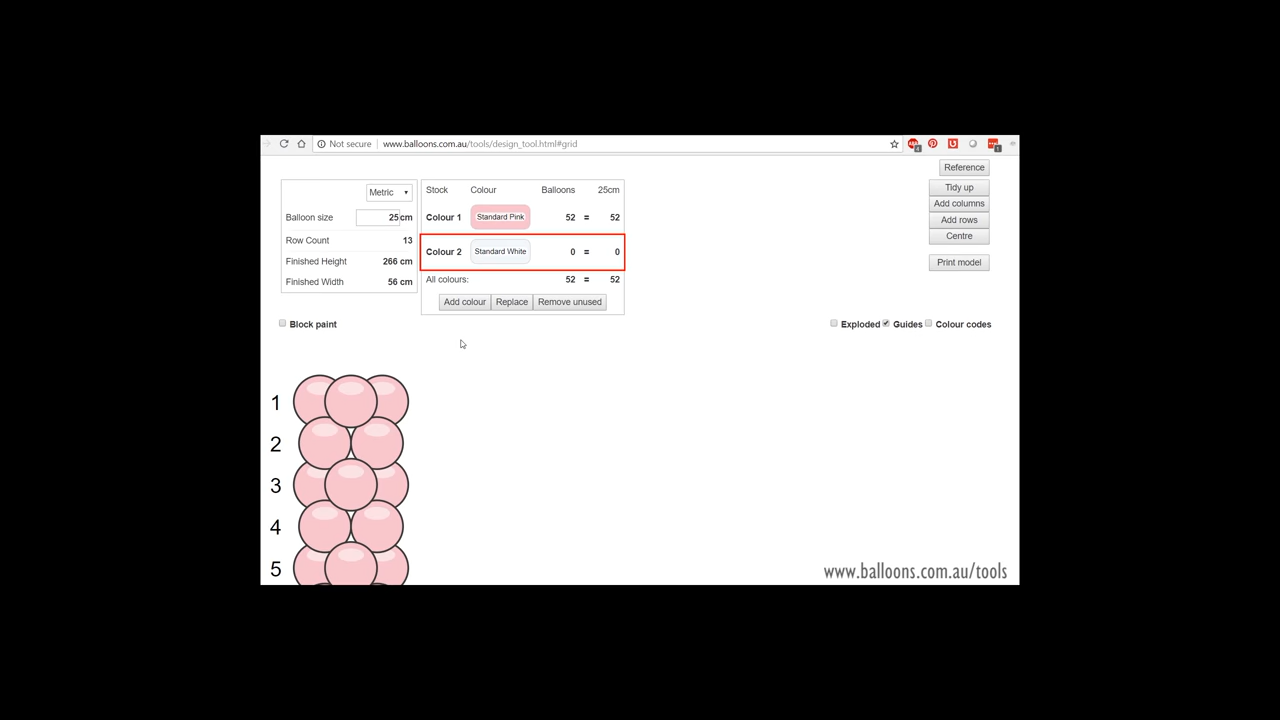 Not secure www.balloons.com.au/tools/design_tool.html#grid
Reference
Metric
Balloon size 25 cm
Row Count 13
Finished Height 266 cm
Finished Width 56 cm
Stock Colour Balloons 25cm
Colour 1 Standard Pink 52 = 52
Colour 2 Standard White 0 = 0
All colours: 52 = 52
Add colour Replace Remove unused
Tidy up
Add columns
Add rows
Centre
Print model
Block paint
Exploded Guides Colour codes
1
2
3
4
5
www.balloons.com.au/tools